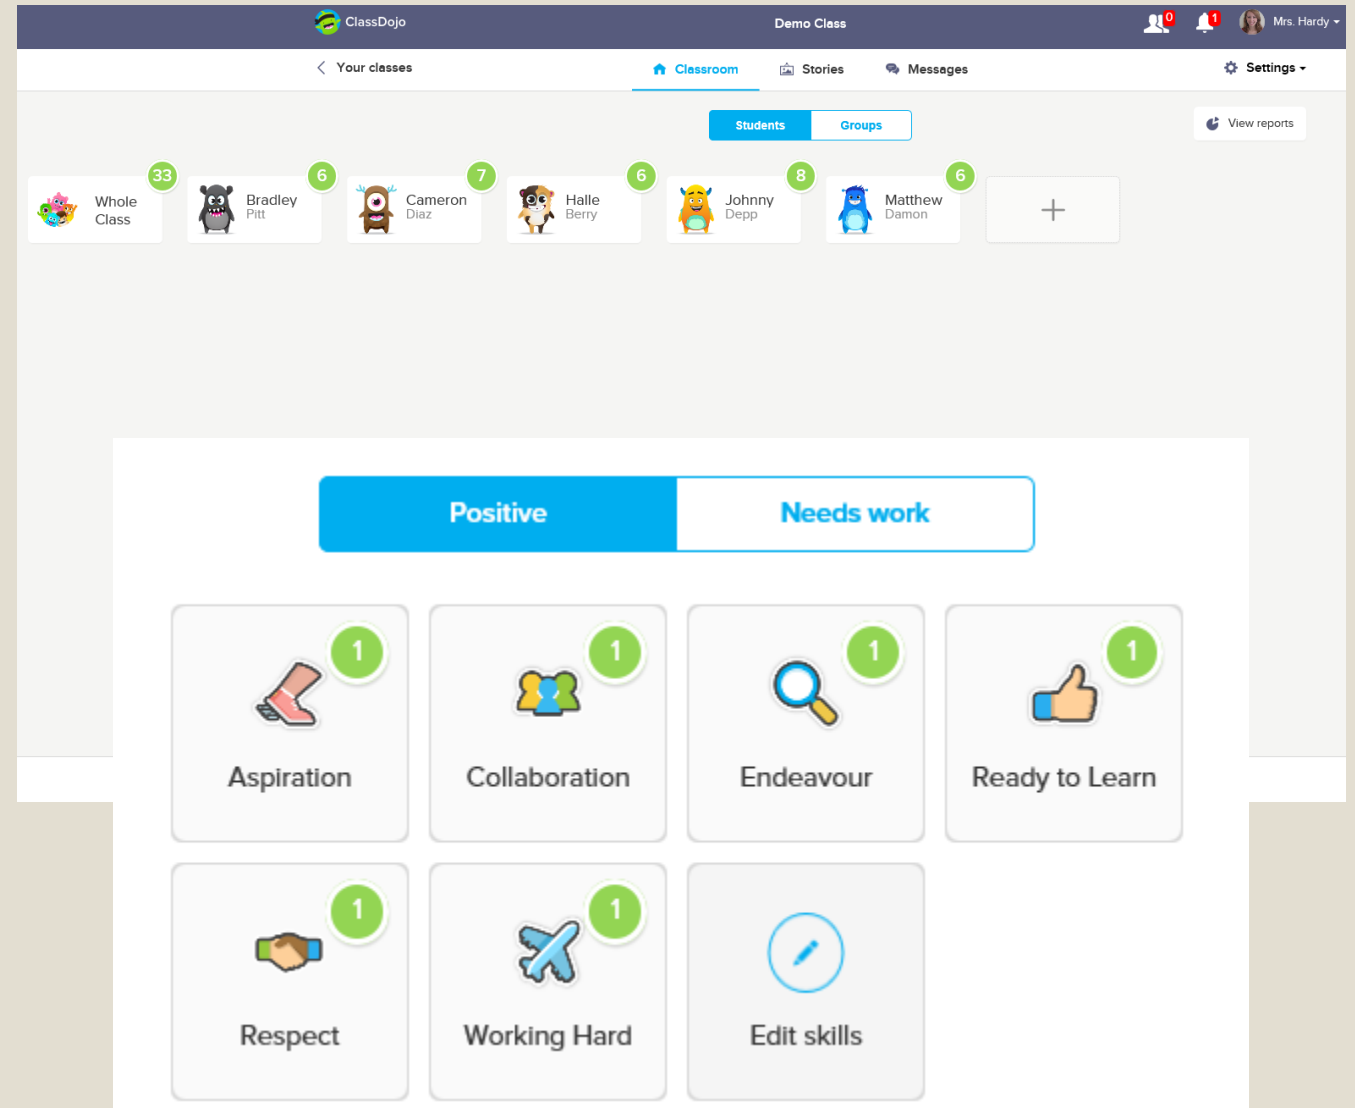 ClassDojo
Demo Class
0
1
Mrs. Hardy
Your classes
Classroom
Stories
Messages
Settings
Students
Groups
View reports
33
Whole
Class
6
Bradley
Pitt
7
Cameron
Diaz
6
Halle
Berry
8
Johnny
Depp
6
Matthew
Damon
Positive
Needs work
1
Aspiration
1
Collaboration
1
Endeavour
1
Ready to Learn
1
Respect
1
Working Hard
Edit skills